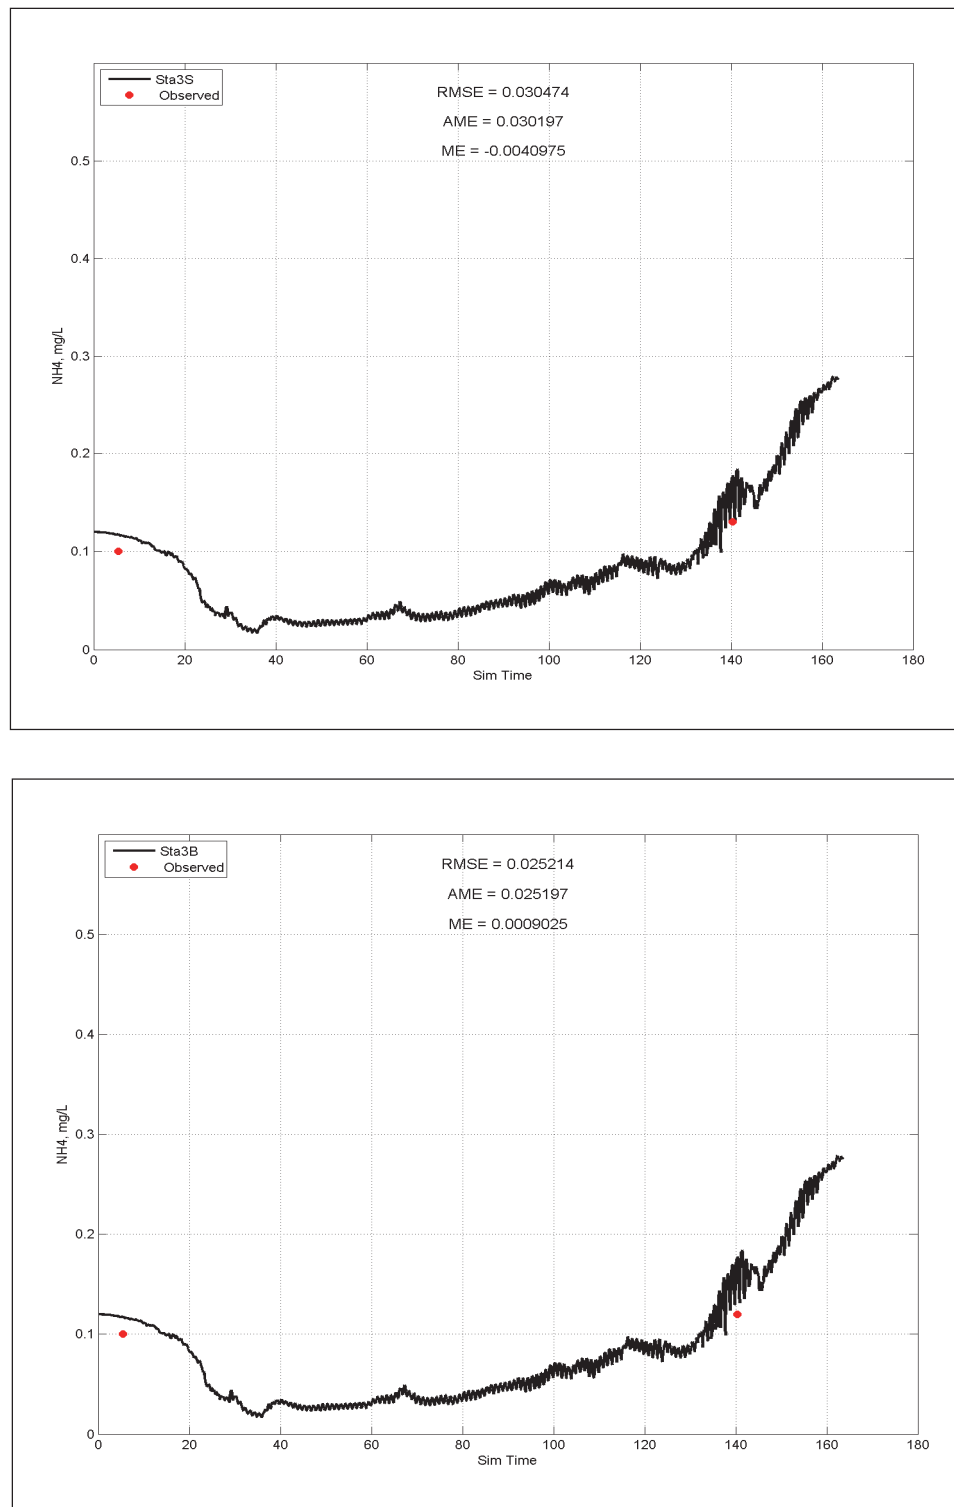 Sta3S
Observed
RMSE = 0.030474
AME = 0.030197
ME = -0.0040975
0.5
0.4
0.3
0.2
0.1
0
NH4, mg/L
0 20 40 60 80 100 120 140 160 180
Sim Time
Sta3B
Observed
RMSE = 0.025214
AME = 0.025197
ME = 0.0009025
0.5
0.4
0.3
0.2
0.1
0
NH4, mg/L
0 20 40 60 80 100 120 140 160 180
Sim Time